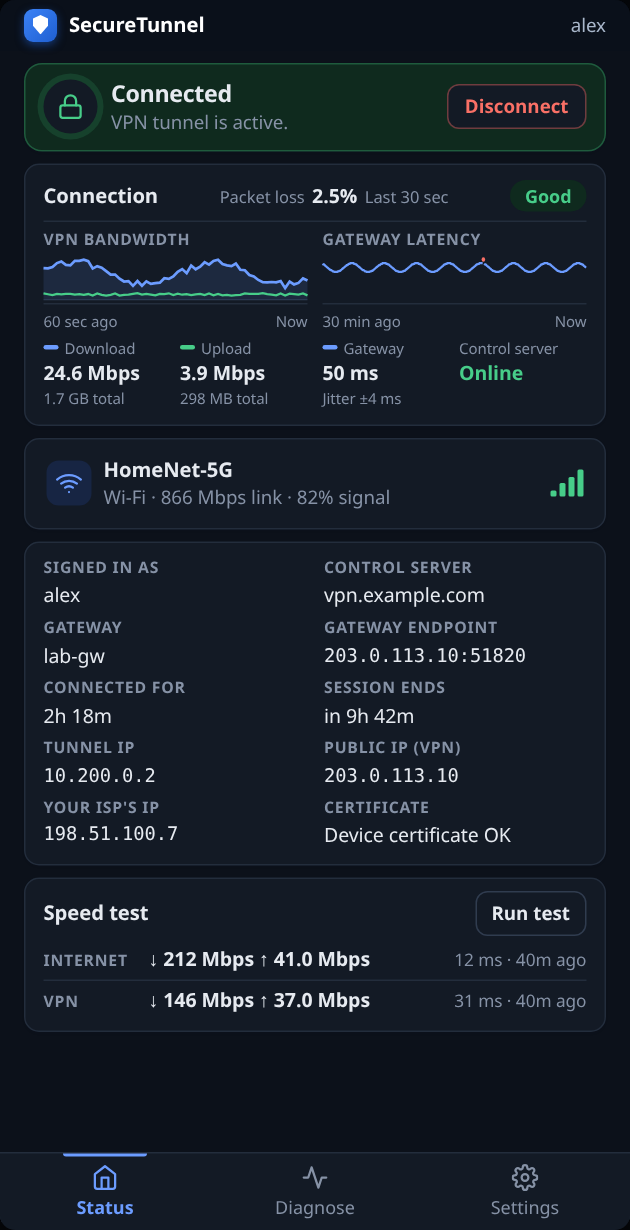 SecureTunnel alex
Connected
VPN tunnel is active.
Disconnect
Connection Packet loss 2.5% Last 30 sec Good
VPN BANDWIDTH GATEWAY LATENCY
60 sec ago Now 30 min ago Now
Download Upload Gateway Control server
24.6 Mbps 3.9 Mbps 50 ms Online
1.7 GB total 298 MB total Jitter ±4 ms
HomeNet-5G
Wi-Fi · 866 Mbps link · 82% signal
SIGNED IN AS CONTROL SERVER
alex vpn.example.com
GATEWAY GATEWAY ENDPOINT
lab-gw 203.0.113.10:51820
CONNECTED FOR SESSION ENDS
2h 18m in 9h 42m
TUNNEL IP PUBLIC IP (VPN)
10.200.0.2 203.0.113.10
YOUR ISP'S IP CERTIFICATE
198.51.100.7 Device certificate OK
Speed test Run test
INTERNET ↓ 212 Mbps ↑ 41.0 Mbps 12 ms · 40m ago
VPN ↓ 146 Mbps ↑ 37.0 Mbps 31 ms · 40m ago
Status Diagnose Settings